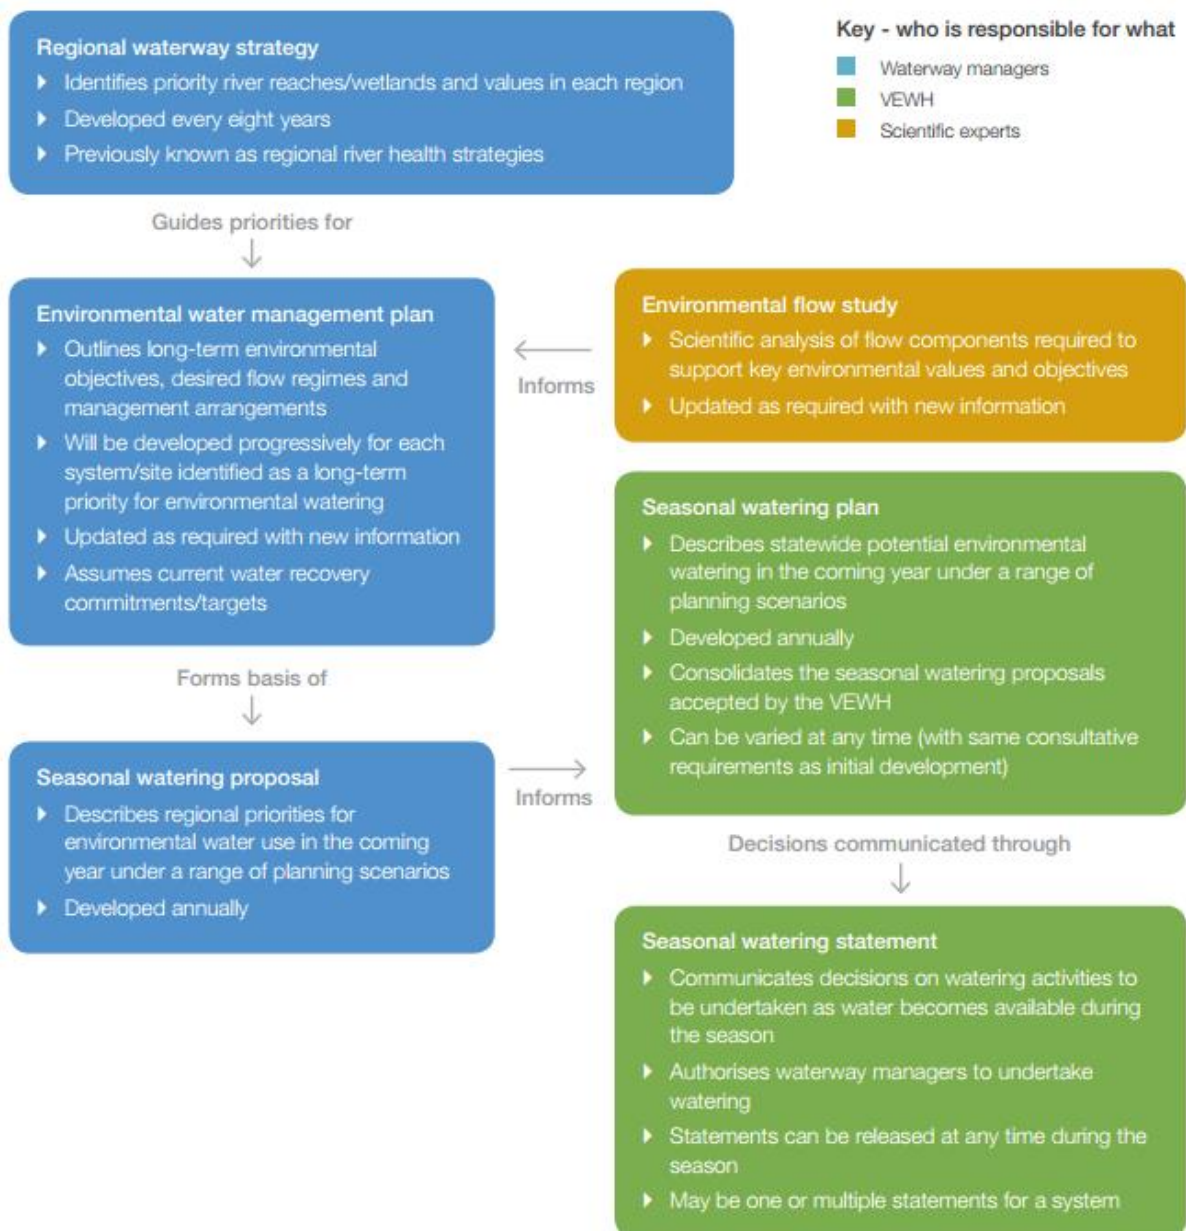 Regional waterway strategy
Identifies priority river reaches/wetlands and values in each region
Developed every eight years
Previously known as regional river health strategies
Key - who is responsible for what
Waterway managers
VEWH
Scientific experts
Guides priorities for
Environmental water management plan
Outlines long-term environmental
objectives, desired flow regimes and
management arrangements
Will be developed progressively for each
system/site identified as a long-term
priority for environmental watering
Updated as required with new information
Assumes current water recovery
commitments/targets
Informs
Environmental flow study
Scientific analysis of flow components required to
support key environmental values and objectives
Updated as required with new information
Forms basis of
Seasonal watering proposal
Describes regional priorities for
environmental water use in the coming
year under a range of planning scenarios
Developed annually
Informs
Seasonal watering plan
Describes statewide potential environmental
watering in the coming year under a range of
planning scenarios
Developed annually
Consolidates the seasonal watering proposals
accepted by the VEWH
Can be varied at any time (with same consultative
requirements as initial development)
Decisions communicated through
Seasonal watering statement
Communicates decisions on watering activities to
be undertaken as water becomes available during
the season
Authorises waterway managers to undertake
watering
Statements can be released at any time during the
season
May be one or multiple statements for a system